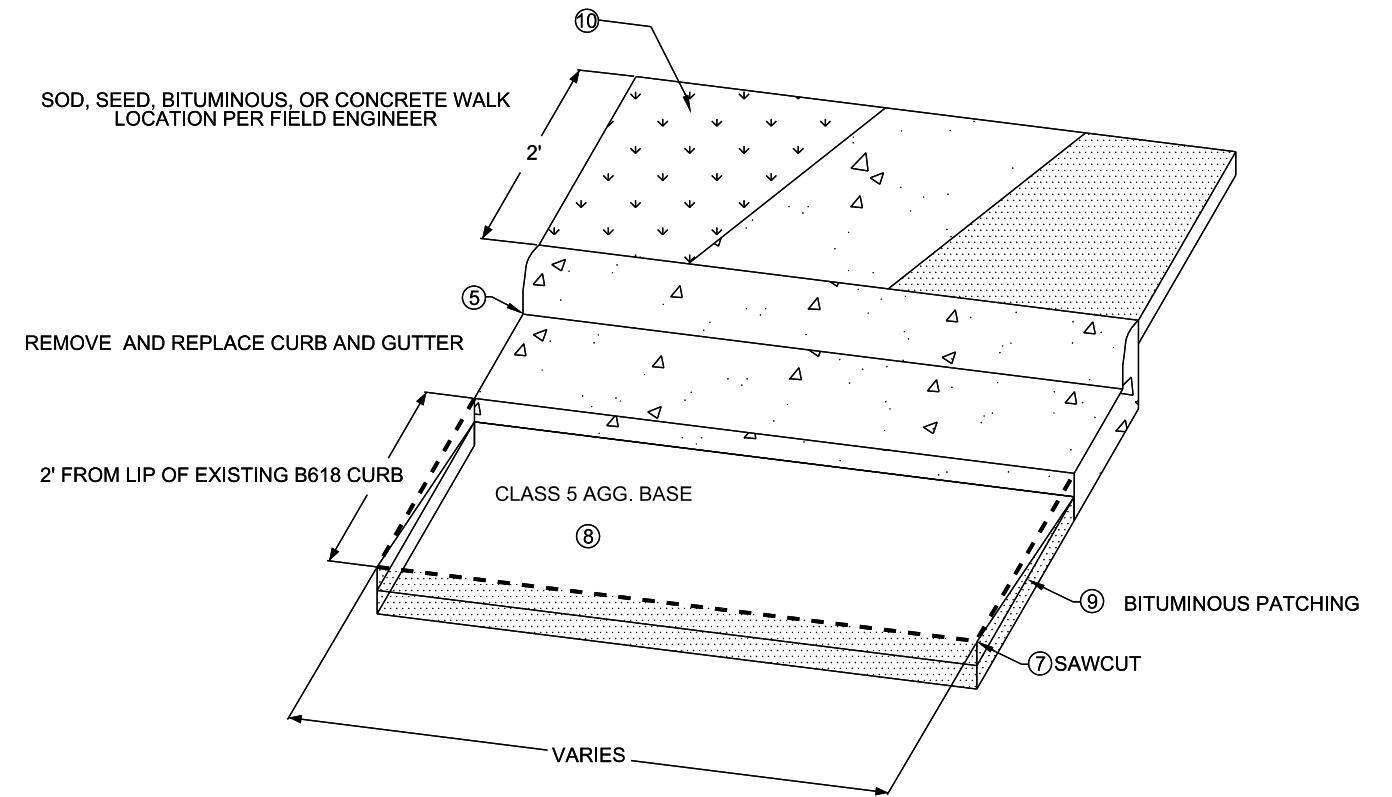 10
SOD, SEED, BITUMINOUS, OR CONCRETE WALK
LOCATION PER FIELD ENGINEER
2'
5
REMOVE AND REPLACE CURB AND GUTTER
2' FROM LIP OF EXISTING B618 CURB
CLASS 5 AGG. BASE
8
9 BITUMINOUS PATCHING
7 SAWCUT
VARIES